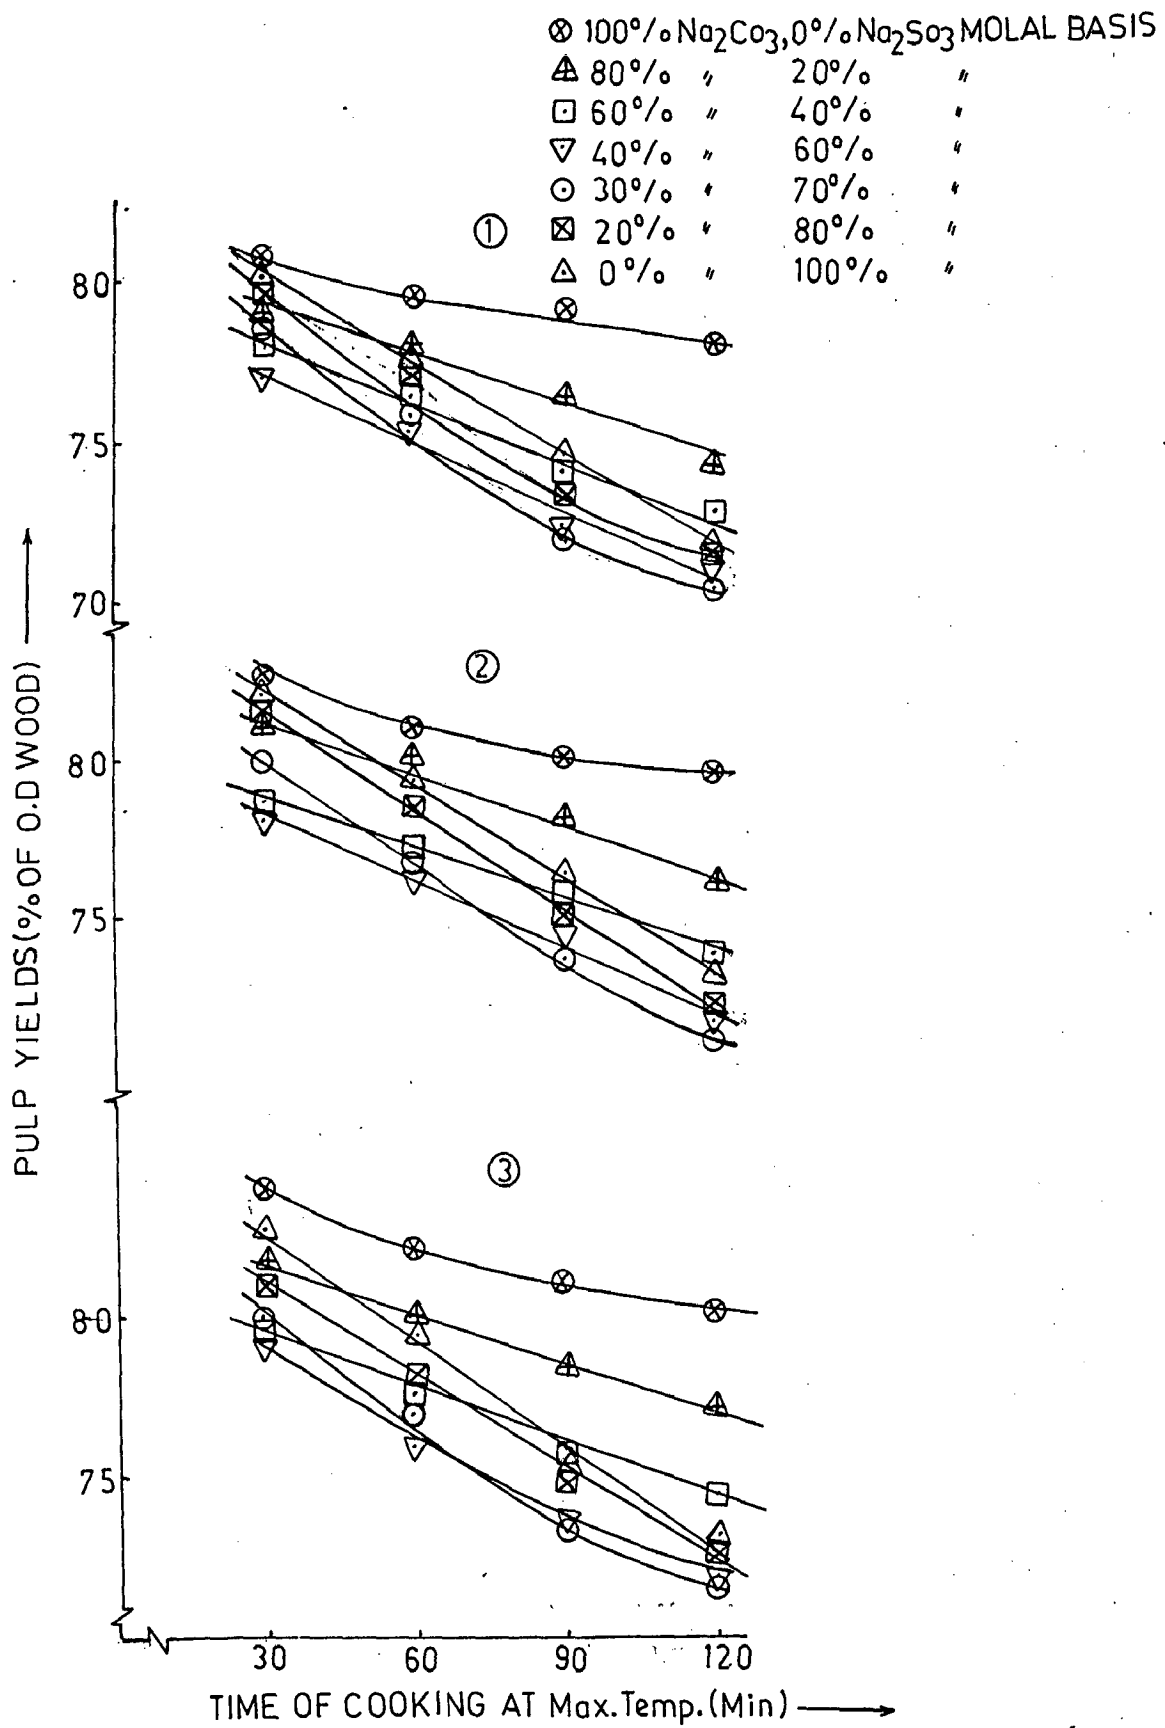 ⊗ 100% Na2Co3, 0% Na2So3 MOLAL BASIS
80% " 20% "
60% " 40% "
40% " 60% "
30% " 70% "
20% " 80% "
0% " 100% "
①
80
75
70
②
80
75
③
80
75
PULP YIELDS (% OF O.D WOOD)
30 60 90 120
TIME OF COOKING AT Max.Temp.(Min)